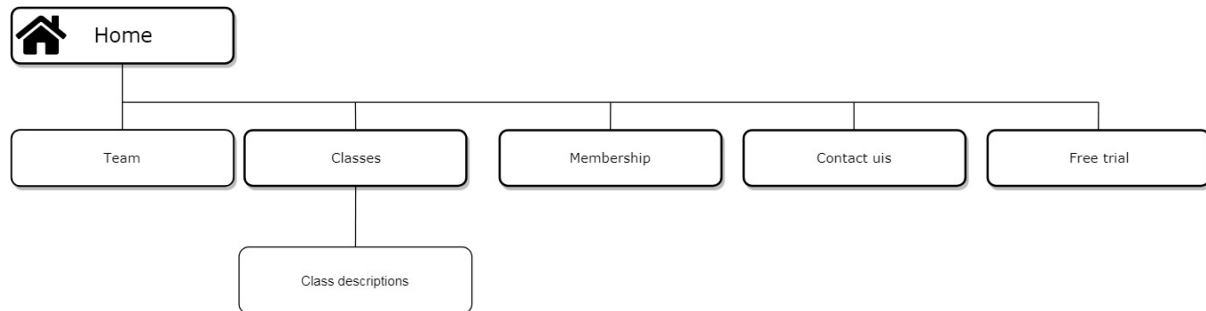 Home
Team
Classes
Membership
Contact uis
Free trial
Class descriptions